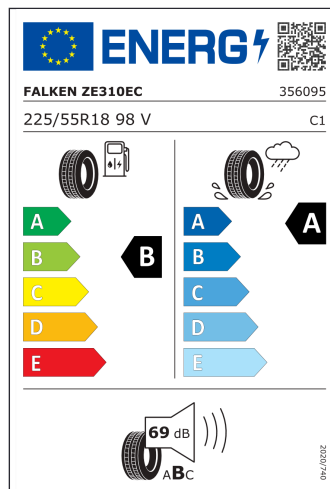 ENERG
FALKEN ZE310EC 356095
225/55R18 98 V C1
A A A
B B B
C C
D D
E E
69 dB
ABC
2020/740